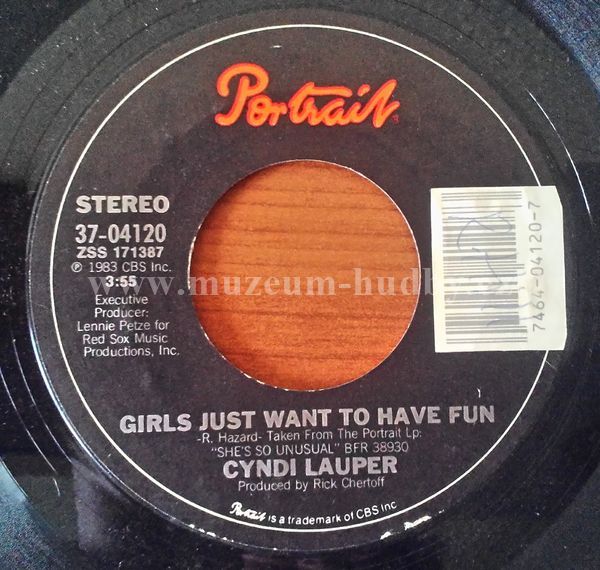 Portrait
STEREO
37-04120
ZSS 171387
℗ 1983 CBS Inc.
3:55
Executive
Producer:
Lennie Petze for
Red Sox Music
Productions, Inc.
7464-04120-7
www.muzeum-hudby
GIRLS JUST WANT TO HAVE FUN
-R. Hazard- Taken From The Portrait Lp:
"SHE'S SO UNUSUAL" BFR 38930
CYNDI LAUPER
Produced by Rick Chertoff
Portrait is a trademark of CBS Inc